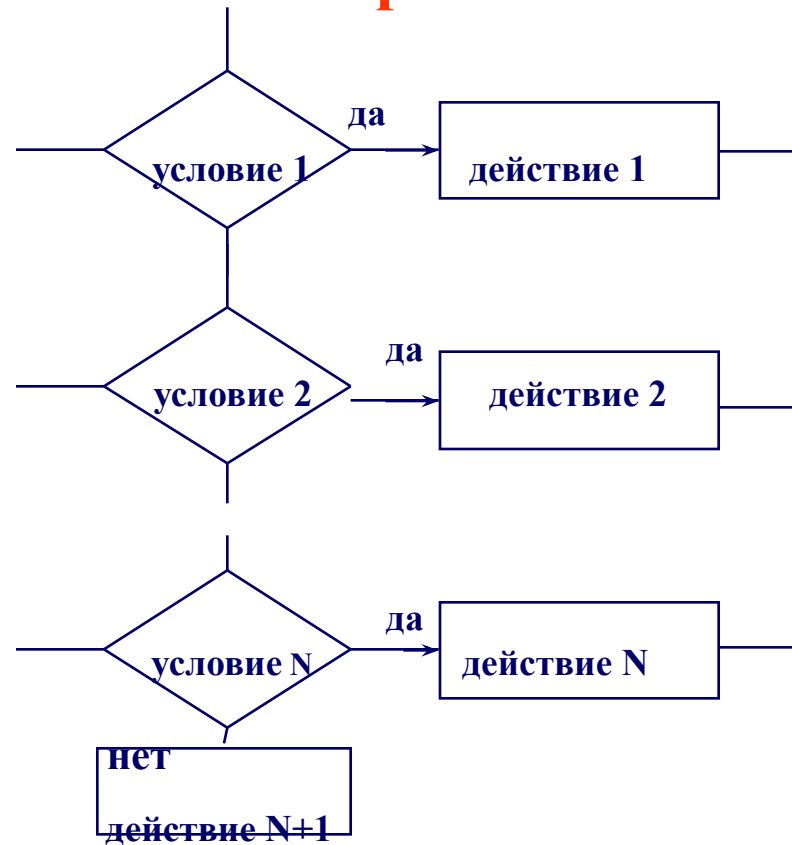 да
условие 1
действие 1
да
условие 2
действие 2
да
условие N
действие N
нет
действие N+1